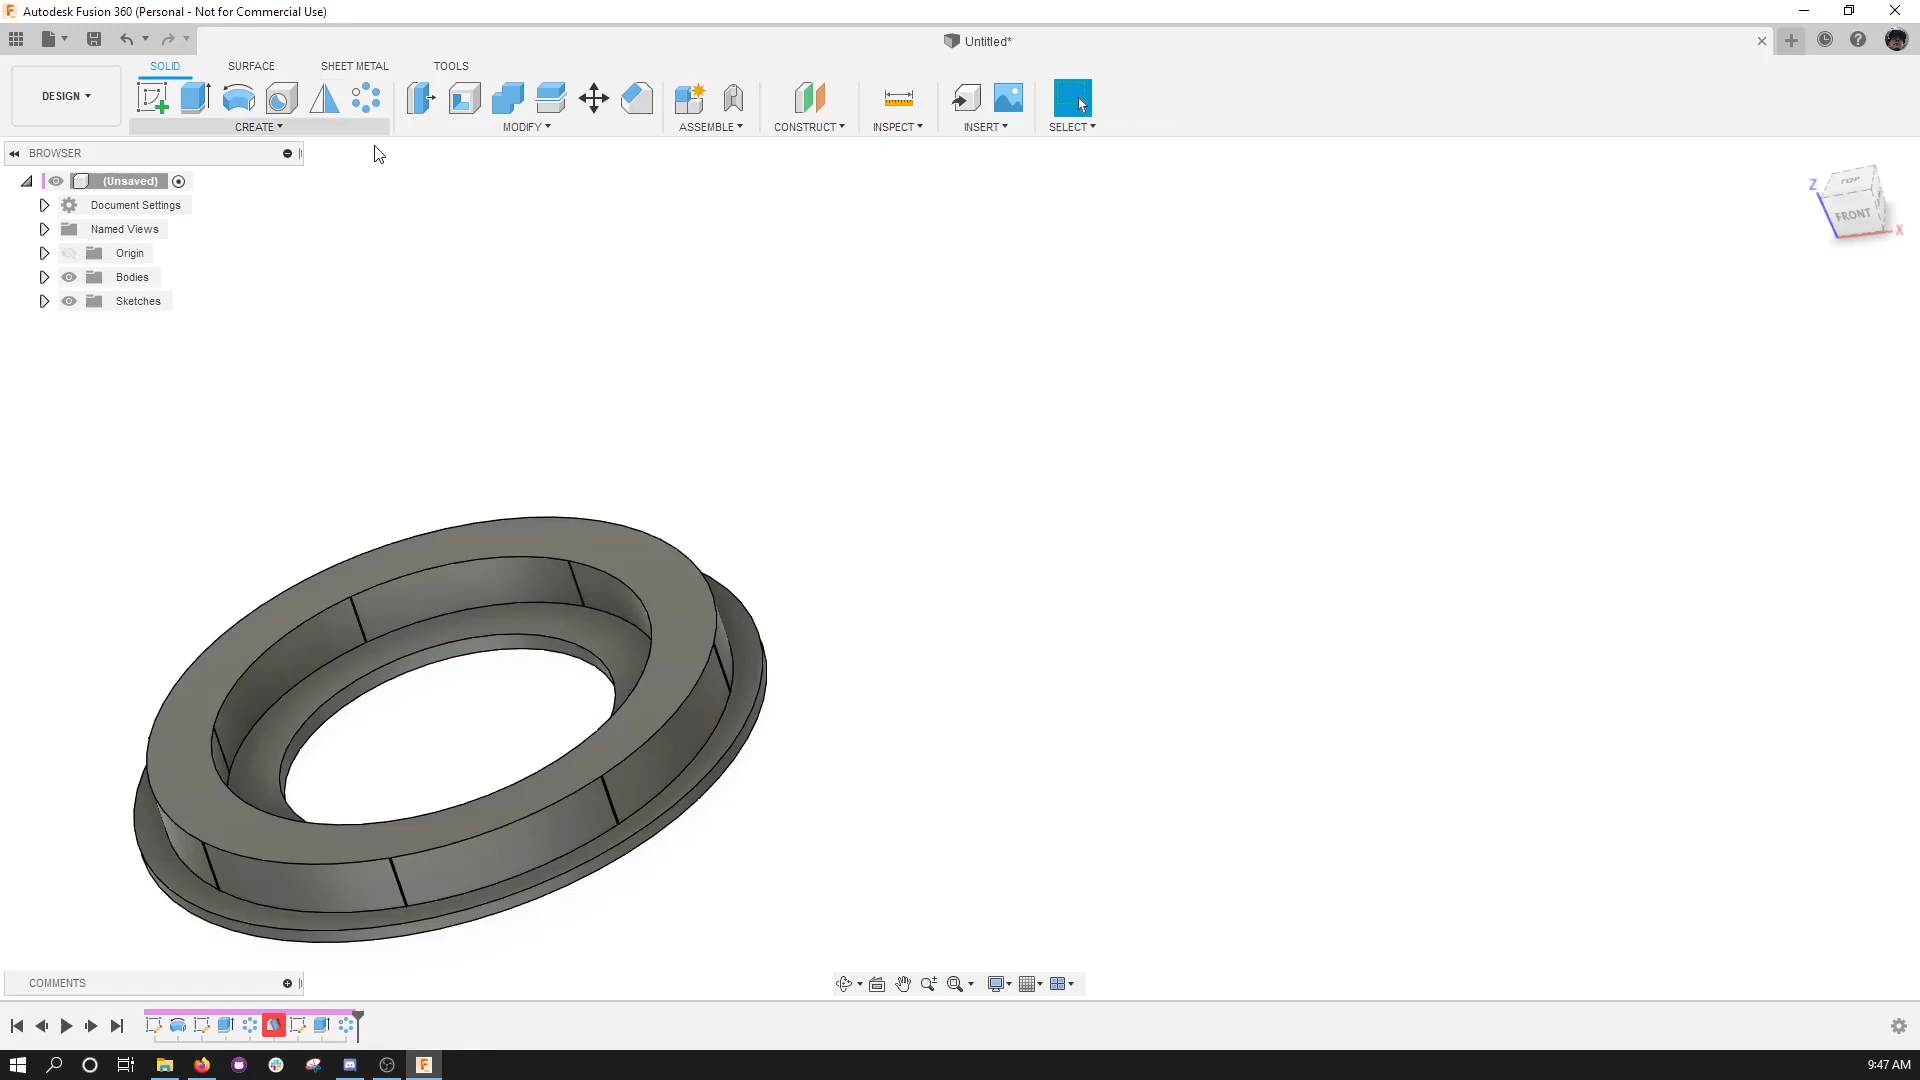 Autodesk Fusion 360 (Personal - Not for Commercial Use)
Untitled*
SOLID SURFACE SHEET METAL TOOLS
DESIGN
CREATE MODIFY ASSEMBLE CONSTRUCT INSPECT INSERT SELECT
BROWSER
(Unsaved)
Document Settings
Named Views
Origin
Bodies
Sketches
TOP
Z
FRONT
X
COMMENTS
9:47 AM